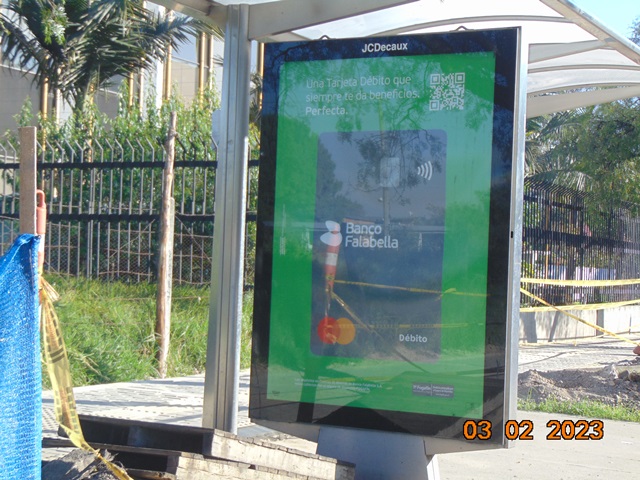 JCDecaux
Una Tarjeta Débito que
siempre te da beneficios.
Perfecta.
Banco
Falabella
Débito
03 02 2023